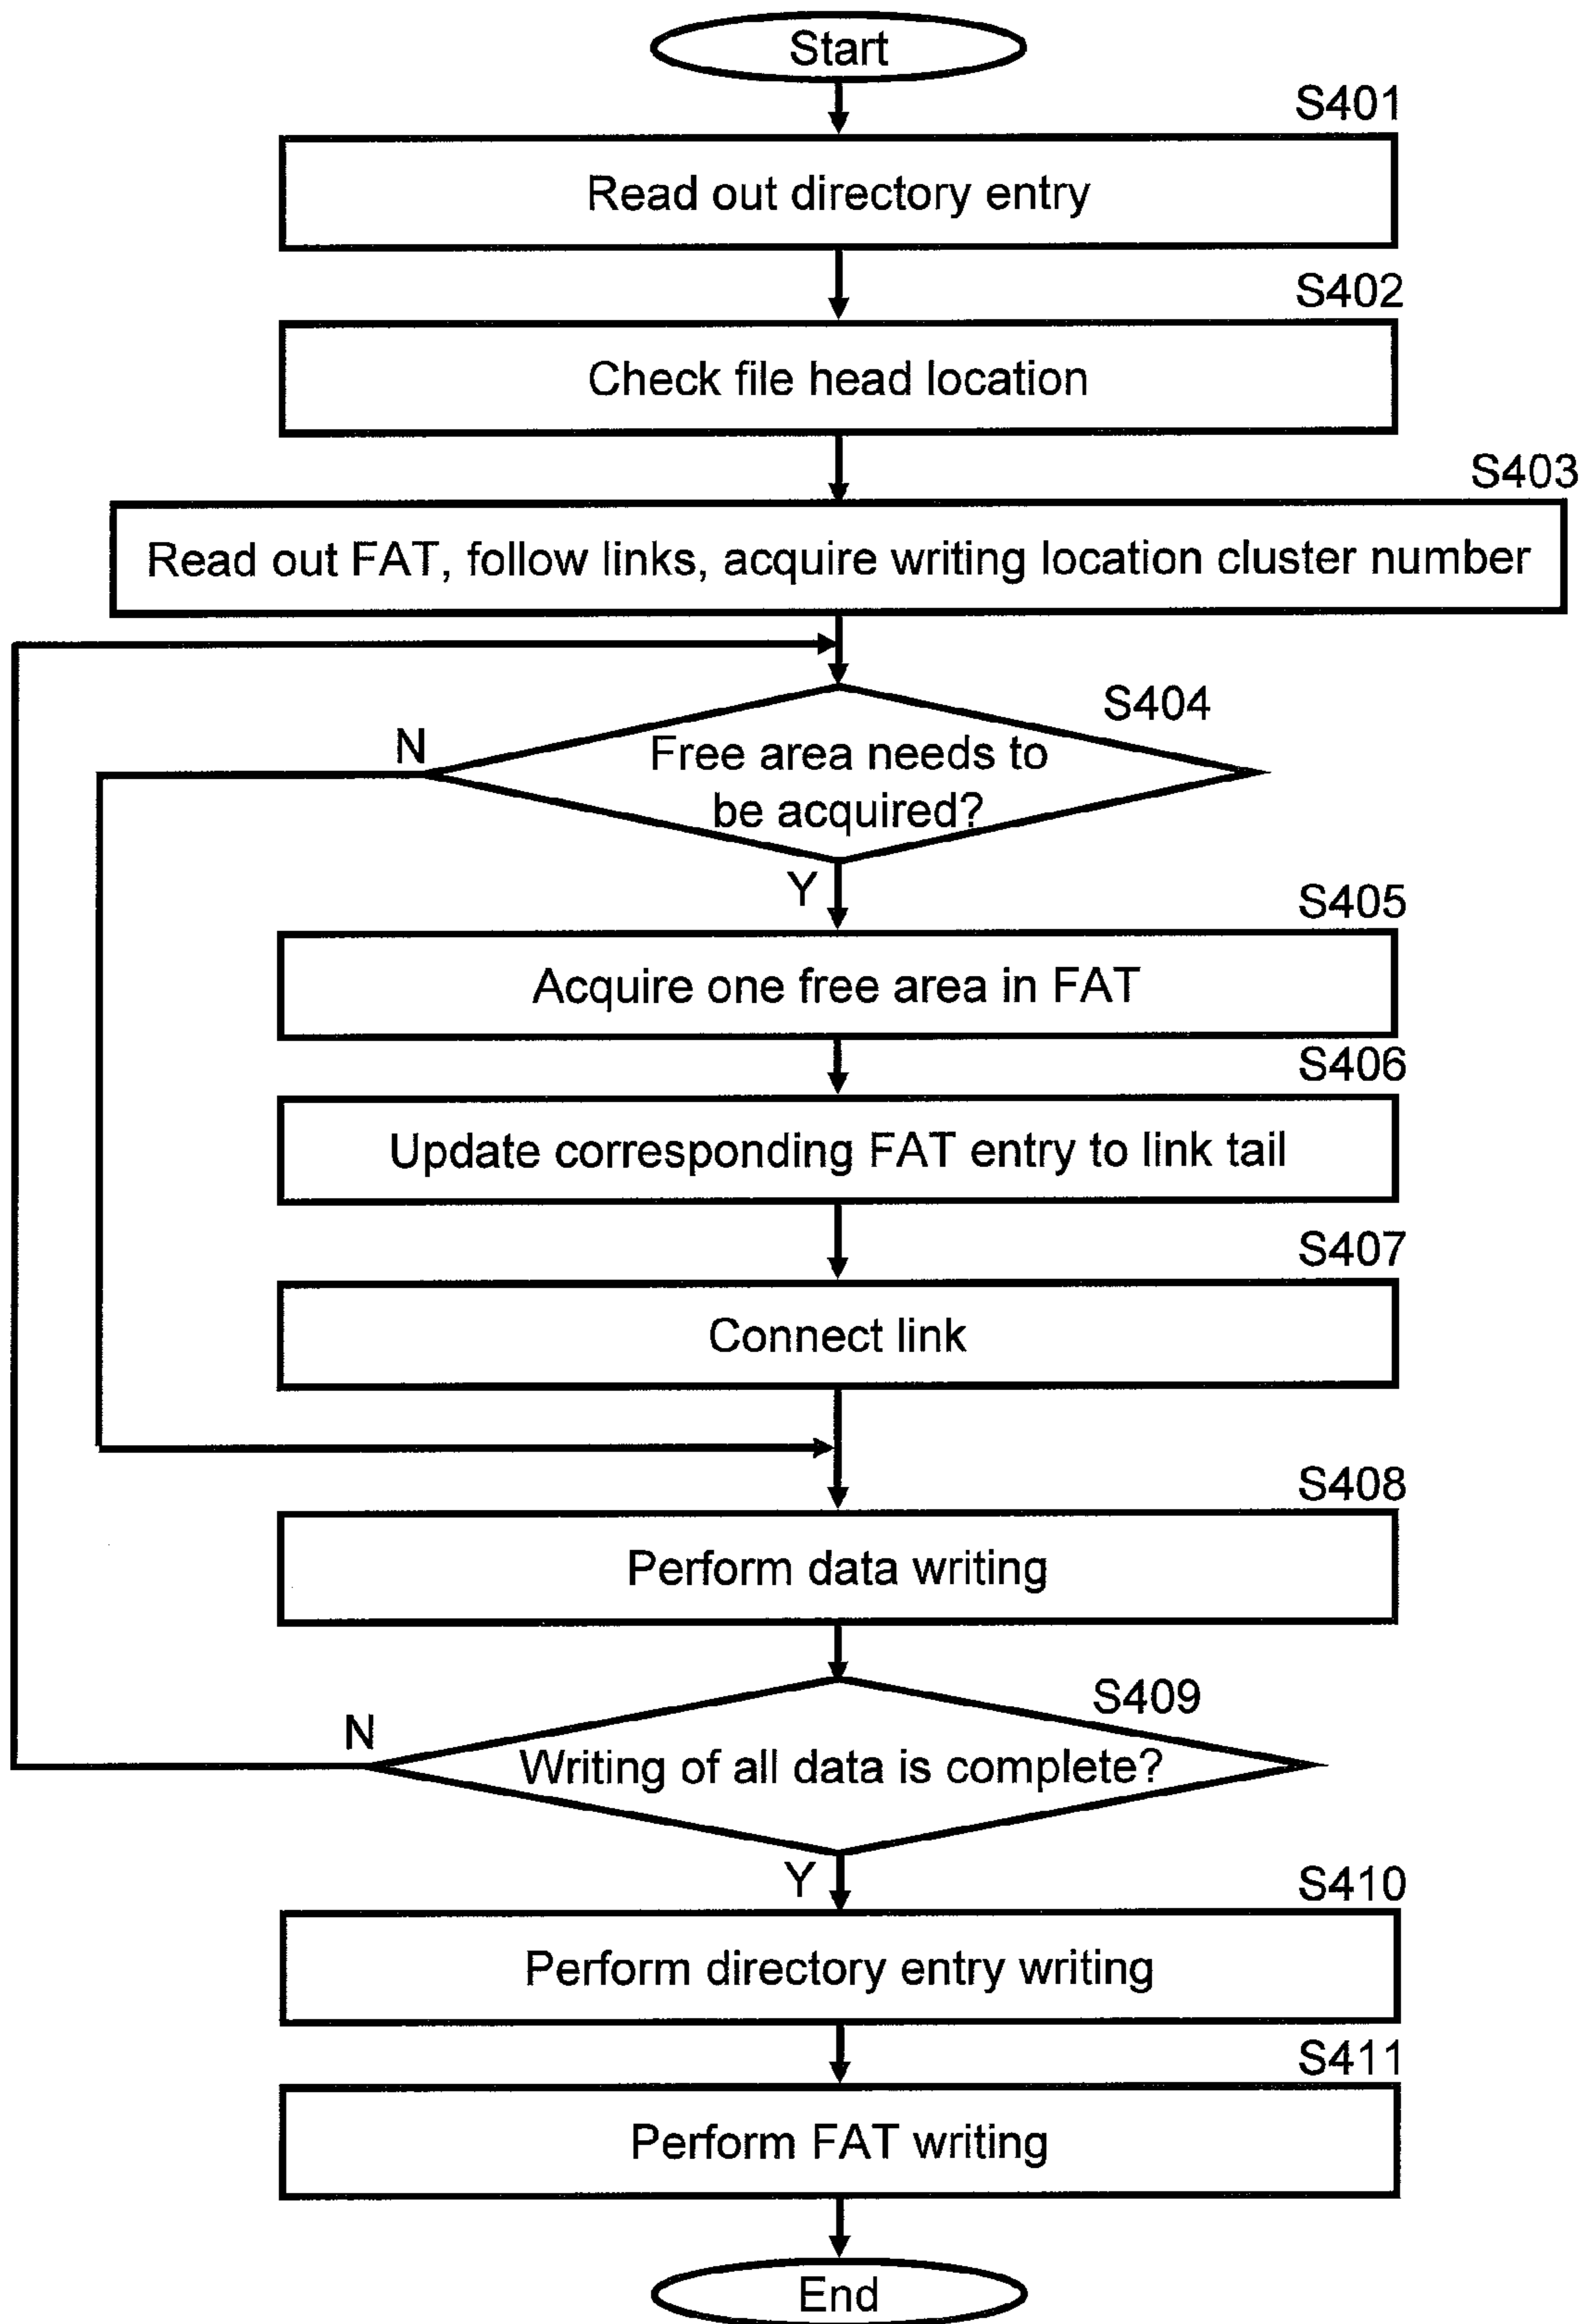 Start
S401
Read out directory entry
S402
Check file head location
S403
Read out FAT, follow links, acquire writing location cluster number
S404
N
Free area needs to
be acquired?
Y
S405
Acquire one free area in FAT
S406
Update corresponding FAT entry to link tail
S407
Connect link
S408
Perform data writing
S409
N
Writing of all data is complete?
Y
S410
Perform directory entry writing
S411
Perform FAT writing
End